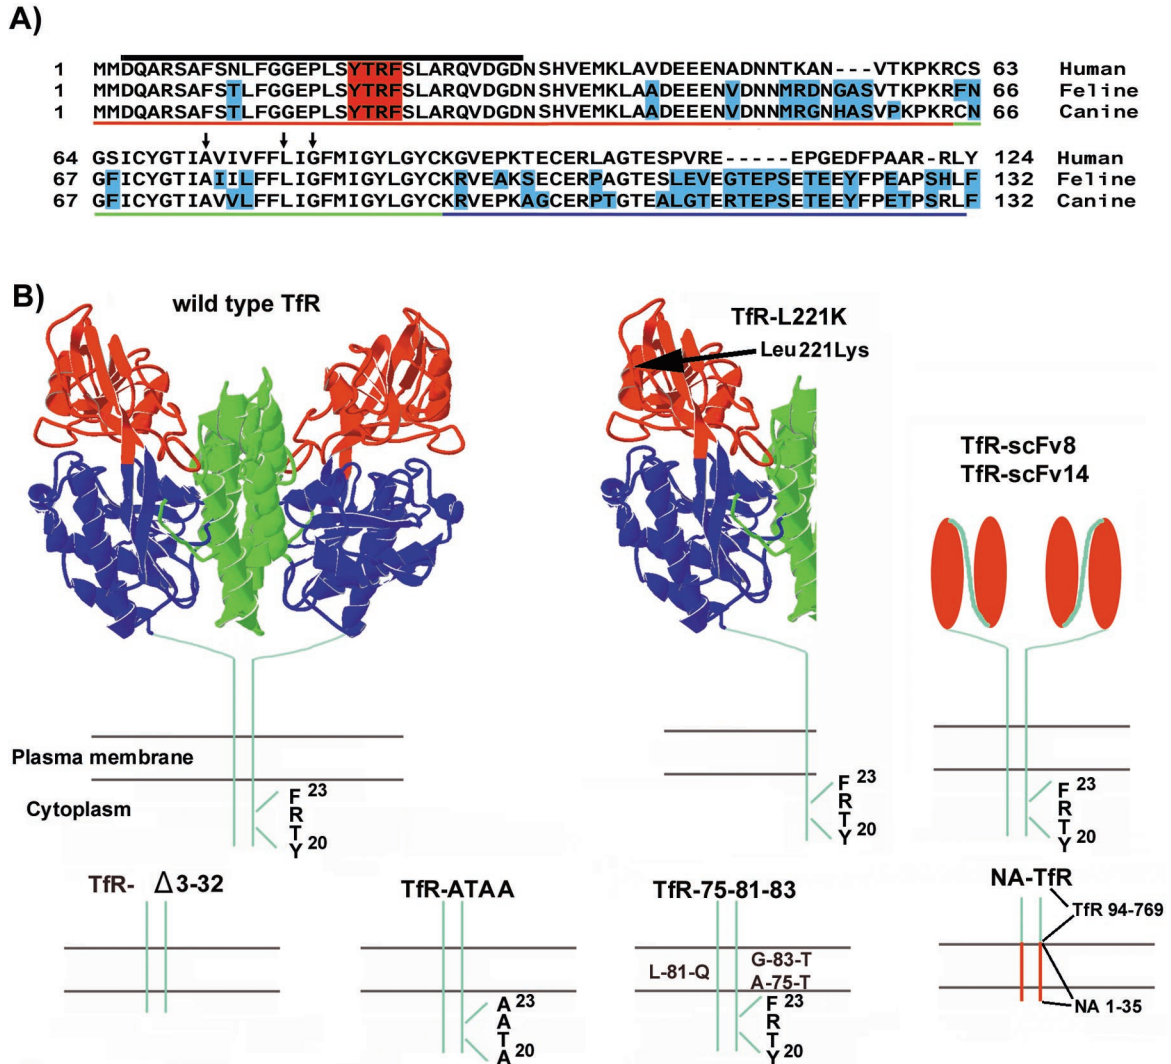 A)
1 MMDQARSAFSNLFGGEPLSYTRFSLARQVDGDNSHVEMKLAVDEEENADNNTKAN---VTKPKRCS 63 Human
1 MMDQARSAFSTLFGGEPLSYTRFSLARQVDGDNSHVEMKLAADEEENVDNNMRDNGASVTKPKRFN 66 Feline
1 MMDQARSAFSTLFGGEPLSYTRFSLARQVDGDNSHVEMKLAADEEENVDNNMRGNHASVPKPKRCN 66 Canine
64 GSICYGTIAVIVFFLIGFMIGYLGYCKGVEPKTECERLAGTESPVRE-----EPGEDFPAAR-RLY 124 Human
67 GFICYGTIAIILFFLIGFMIGYLGYCKRVEAKSECERPAGTESLEVEGTEPSETEEYFPEAPSHLF 132 Feline
67 GFICYGTIAVVLFFLIGFMIGYLGYCKRVEPKAGCERPTGTEALGTERTEPSETEEYFPETPSRLF 132 Canine
B)
wild type TfR
TfR-L221K
Leu221Lys
TfR-scFv8
TfR-scFv14
Plasma membrane
Cytoplasm
F 23
R
T
Y 20
F 23
R
T
Y 20
F 23
R
T
Y 20
TfR- Δ 3-32
TfR-ATAA
A 23
A
T
A 20
TfR-75-81-83
L-81-Q
G-83-T
A-75-T
F 23
R
T
Y 20
NA-TfR
TfR 94-769
NA 1-35